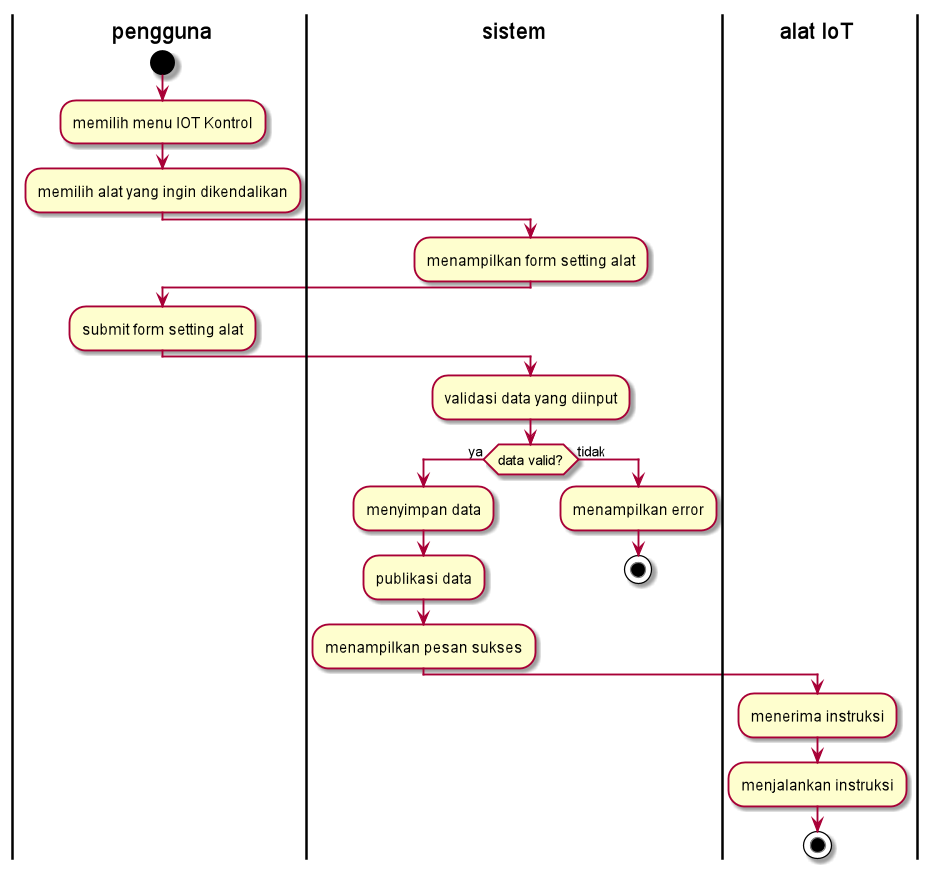 pengguna
sistem
alat IoT
memilih menu IOT Kontrol
memilih alat yang ingin dikendalikan
menampilkan form setting alat
submit form setting alat
validasi data yang diinput
ya
data valid?
tidak
menyimpan data
menampilkan error
publikasi data
menampilkan pesan sukses
menerima instruksi
menjalankan instruksi